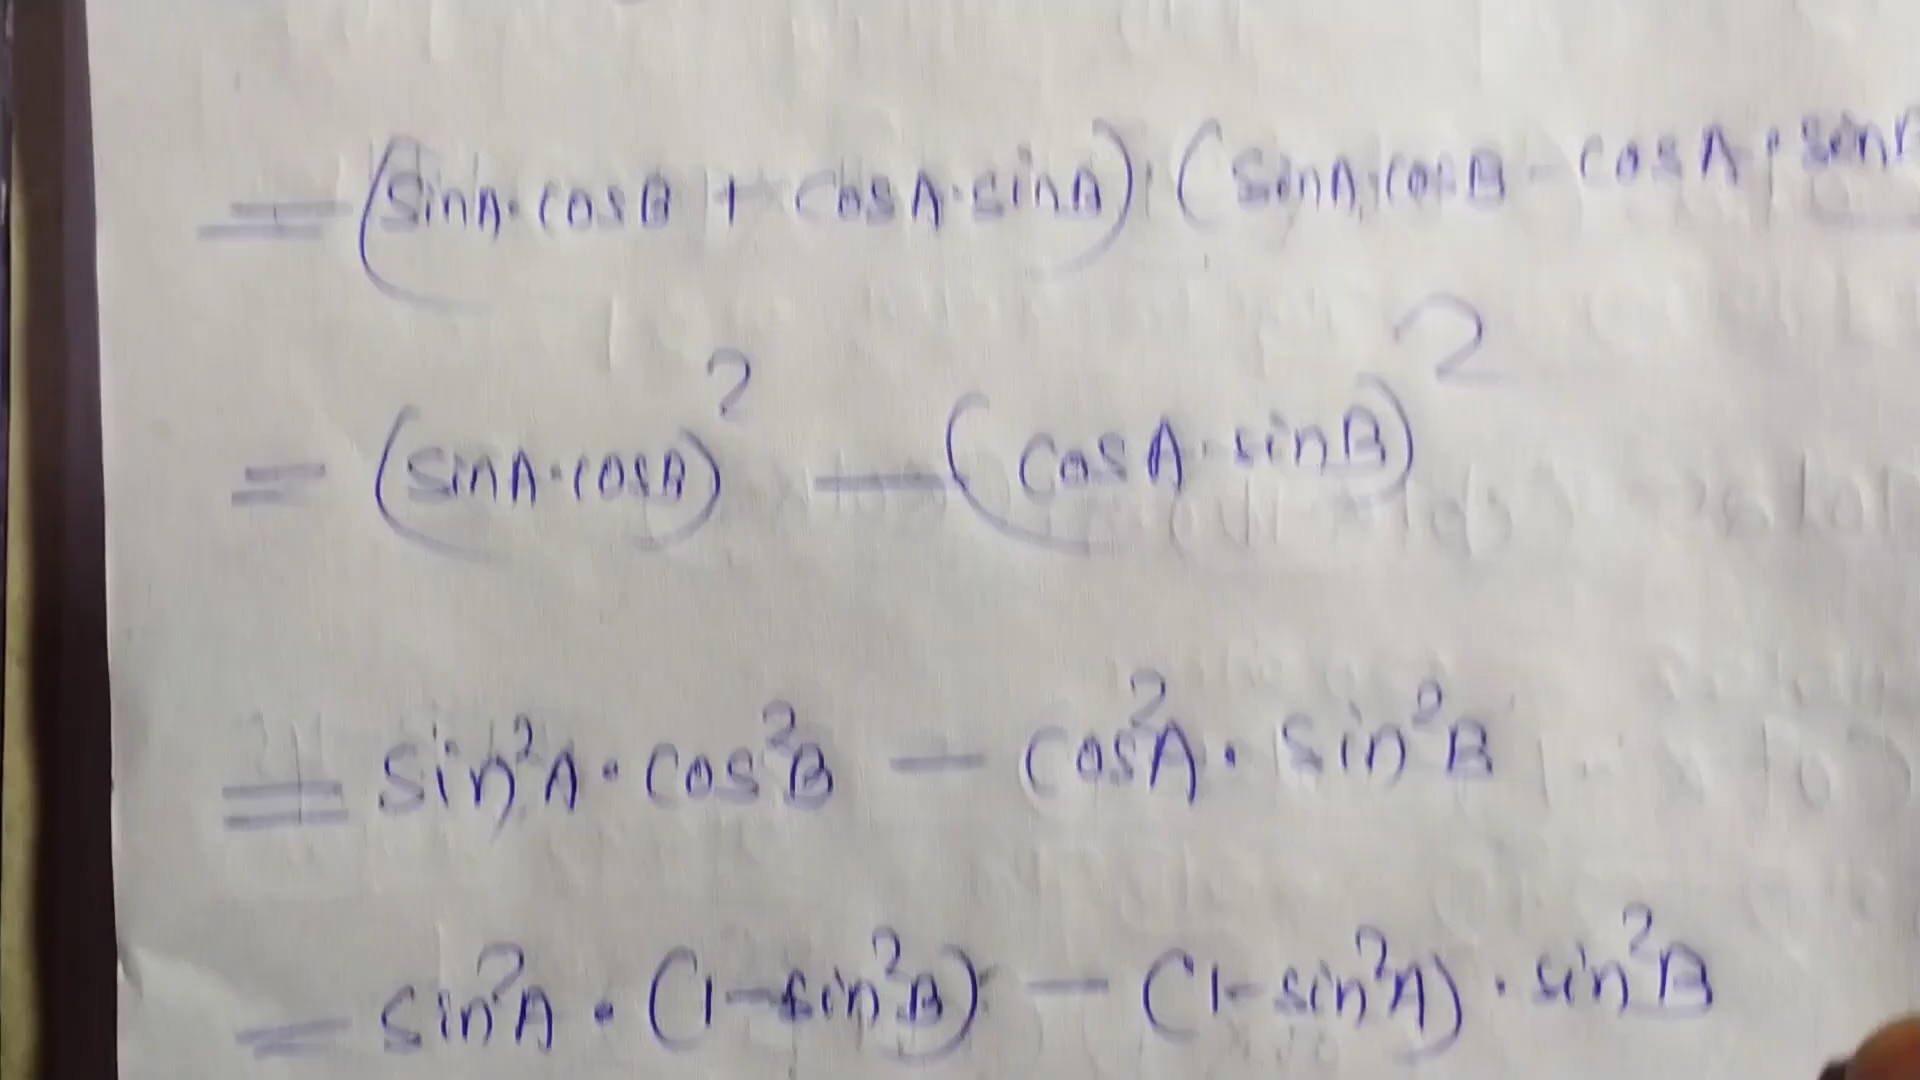 = (sinA·cosB + cosA·sinB)·(sinA·cosB - cosA·sinB
= (sinA·cosB)² - (cosA·sinB)²
= sin²A·cos²B - cos²A·sin²B
= sin²A·(1-sin²B) - (1-sin²A)·sin²B